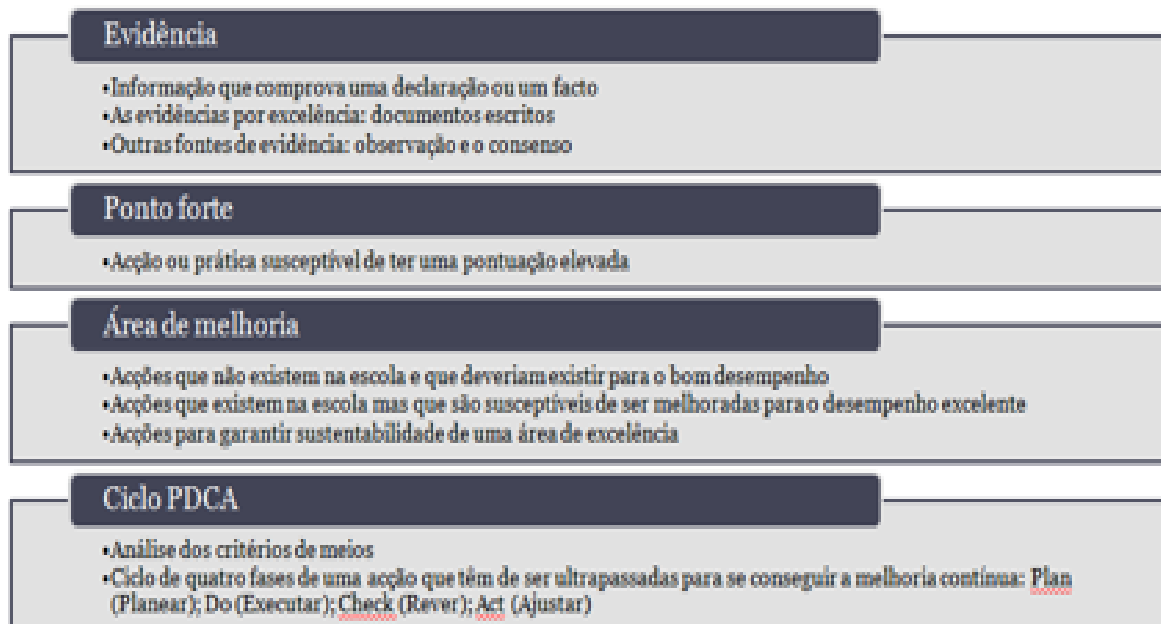 Evidência
•Informação que comprova uma declaração ou um facto
•As evidências por excelência: documentos escritos
•Outras fontes de evidência: observação e o consenso
Ponto forte
•Acção ou prática susceptível de ter uma pontuação elevada
Área de melhoria
•Acções que não existem na escola e que deveriam existir para o bom desempenho
•Acções que existem na escola mas que são susceptíveis de ser melhoradas para o desempenho excelente
•Acções para garantir sustentabilidade de uma área de excelência
Ciclo PDCA
•Análise dos critérios de meios
•Ciclo de quatro fases de uma acção que têm de ser ultrapassadas para se conseguir a melhoria contínua: Plan
(Planear); Do (Executar); Check (Rever); Act (Ajustar)